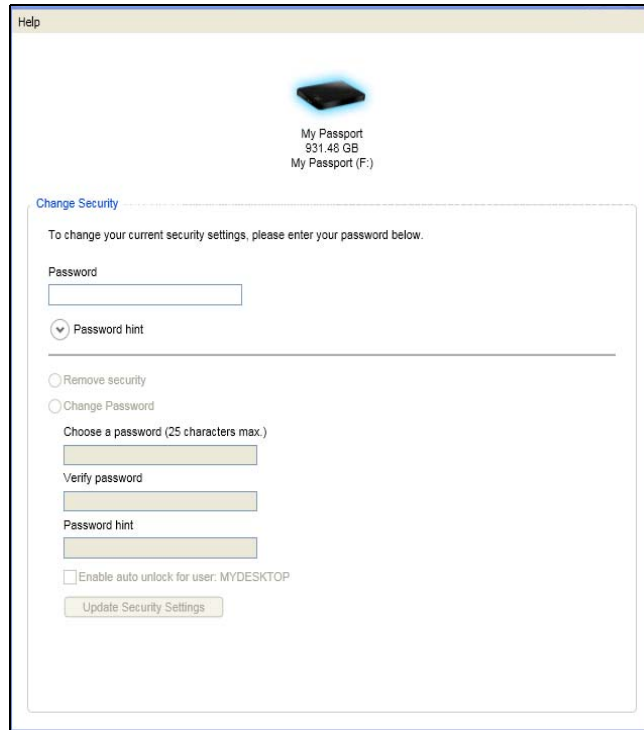 Help
My Passport
931.48 GB
My Passport (F:)
Change Security
To change your current security settings, please enter your password below.
Password
Password hint
Remove security
Change Password
Choose a password (25 characters max.)
Verify password
Password hint
Enable auto unlock for user: MYDESKTOP
Update Security Settings